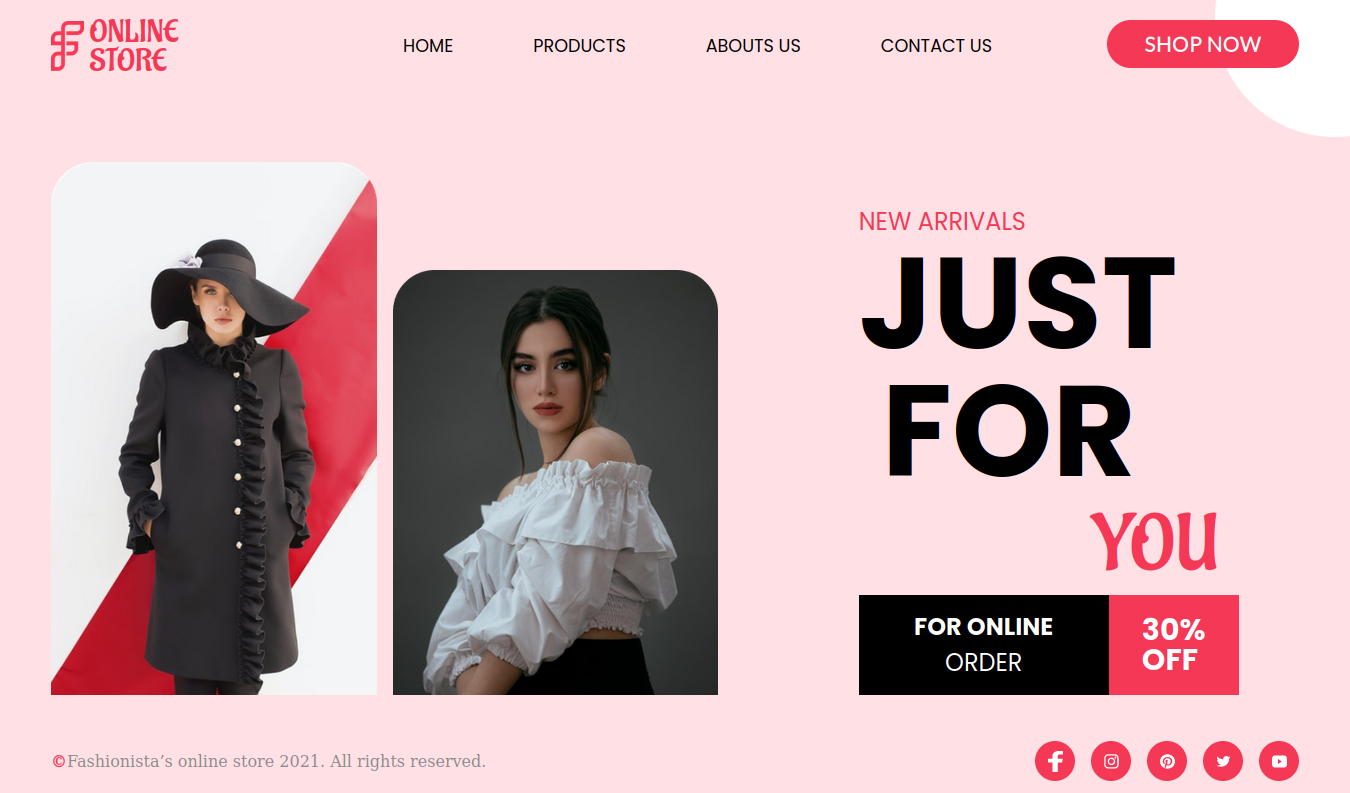 ONLINE
STORE
HOME PRODUCTS ABOUTS US CONTACT US SHOP NOW
NEW ARRIVALS
JUST
FOR
YOU
FOR ONLINE
ORDER
30%
OFF
©Fashionista’s online store 2021. All rights reserved.